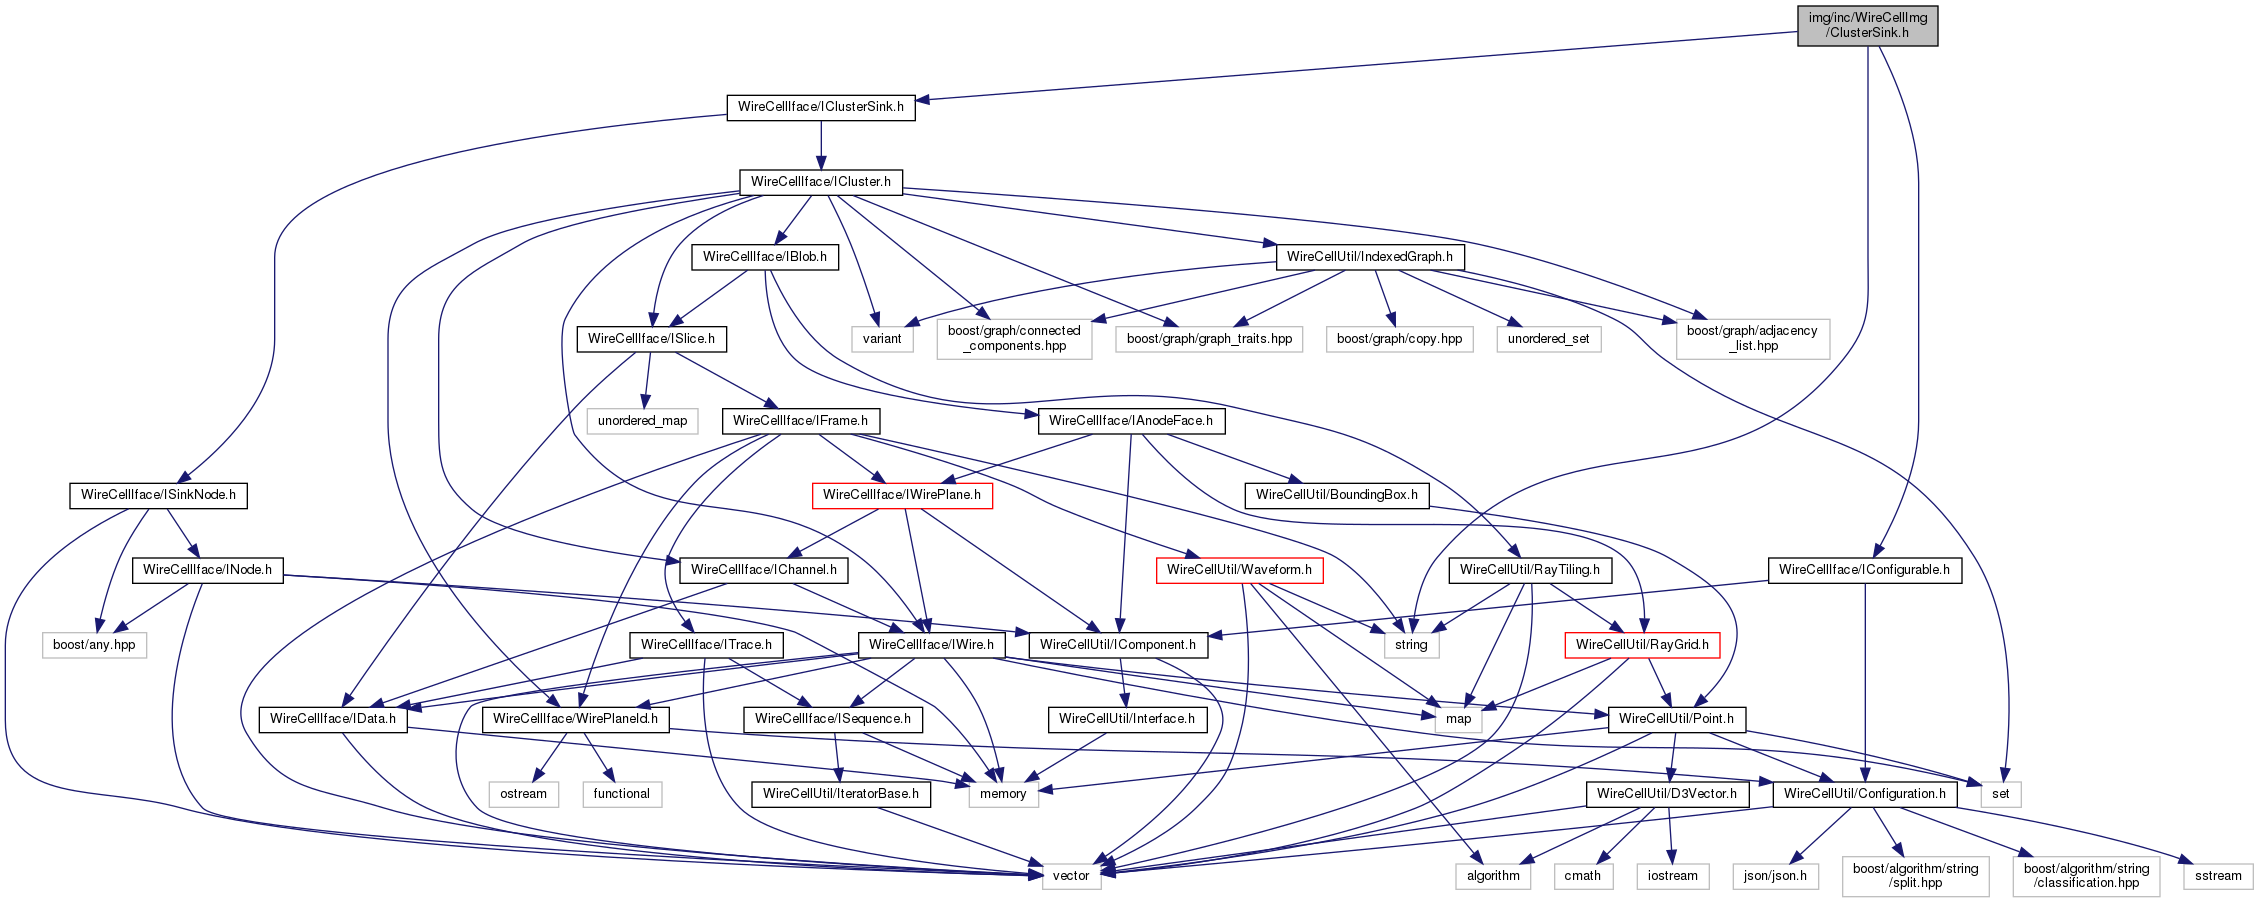 img/inc/WireCellImg
/ClusterSink.h
WireCellIface/IClusterSink.h
WireCellIface/ICluster.h
WireCellIface/IBlob.h
WireCellUtil/IndexedGraph.h
WireCellIface/ISlice.h
variant
boost/graph/connected
_components.hpp
boost/graph/graph_traits.hpp
boost/graph/copy.hpp
unordered_set
boost/graph/adjacency
_list.hpp
unordered_map
WireCellIface/IFrame.h
WireCellIface/IAnodeFace.h
WireCellIface/ISinkNode.h
WireCellIface/IWirePlane.h
WireCellUtil/BoundingBox.h
WireCellIface/INode.h
WireCellIface/IChannel.h
WireCellUtil/Waveform.h
WireCellUtil/RayTiling.h
WireCellIface/IConfigurable.h
boost/any.hpp
WireCellIface/ITrace.h
WireCellIface/IWire.h
WireCellUtil/IComponent.h
string
WireCellUtil/RayGrid.h
WireCellIface/IData.h
WireCellIface/WirePlaneId.h
WireCellIface/ISequence.h
WireCellUtil/Interface.h
map
WireCellUtil/Point.h
ostream
functional
WireCellUtil/IteratorBase.h
memory
WireCellUtil/D3Vector.h
WireCellUtil/Configuration.h
set
vector
algorithm
cmath
iostream
json/json.h
boost/algorithm/string
/split.hpp
boost/algorithm/string
/classification.hpp
sstream